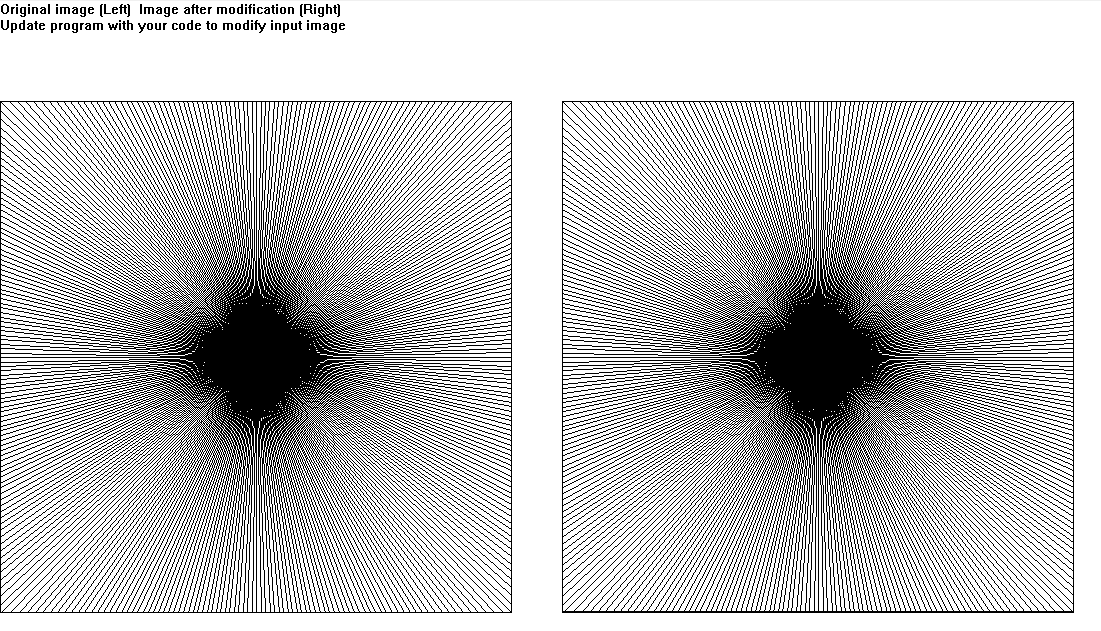 Original image (Left)  Image after modification (Right)
Update program with your code to modify input image